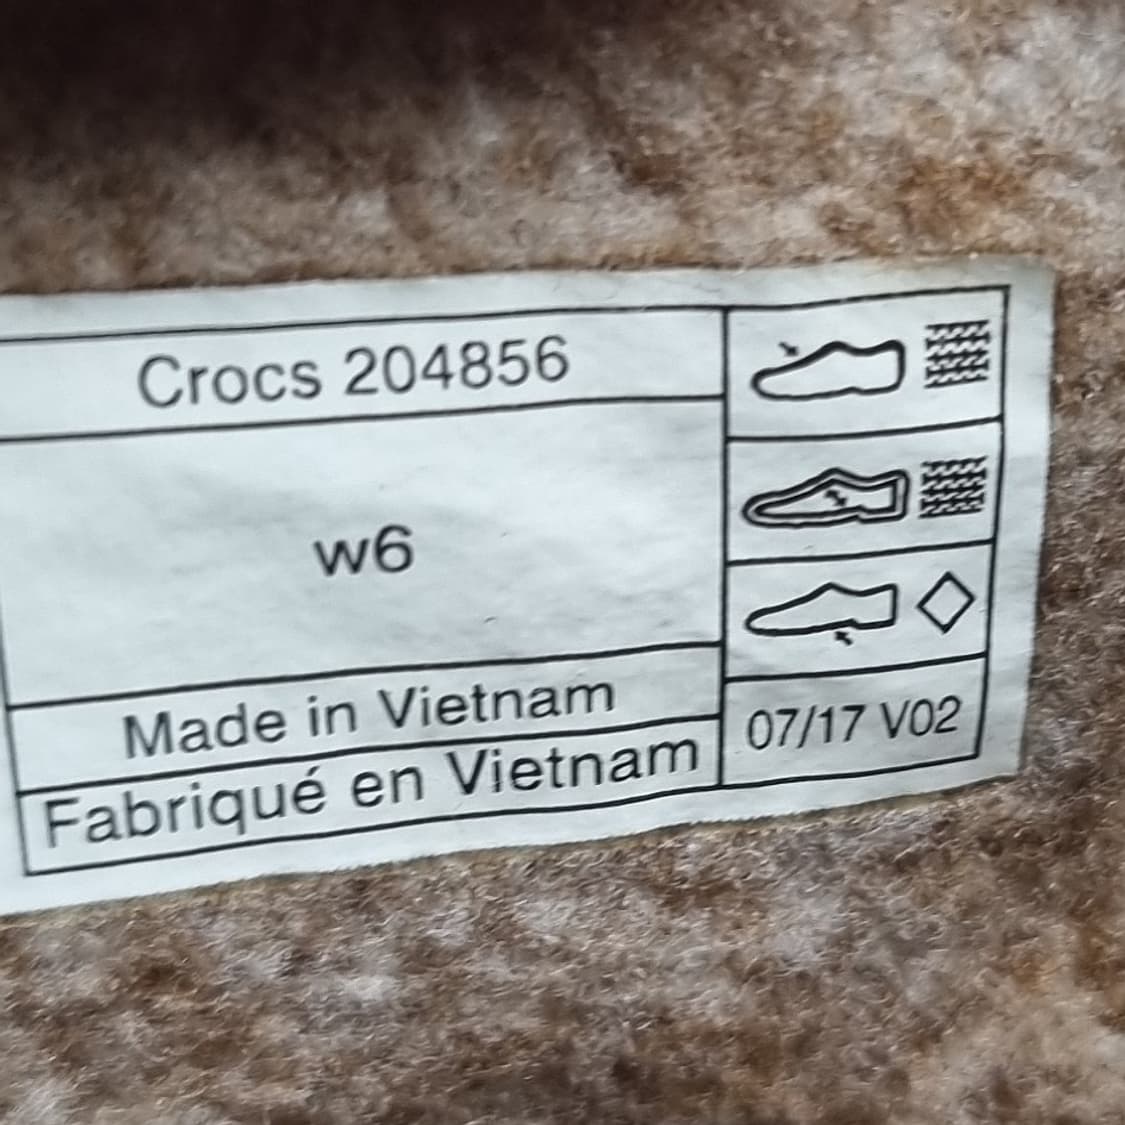 Crocs 204856
w6
Made in Vietnam
Fabriqué en Vietnam
07/17 V02